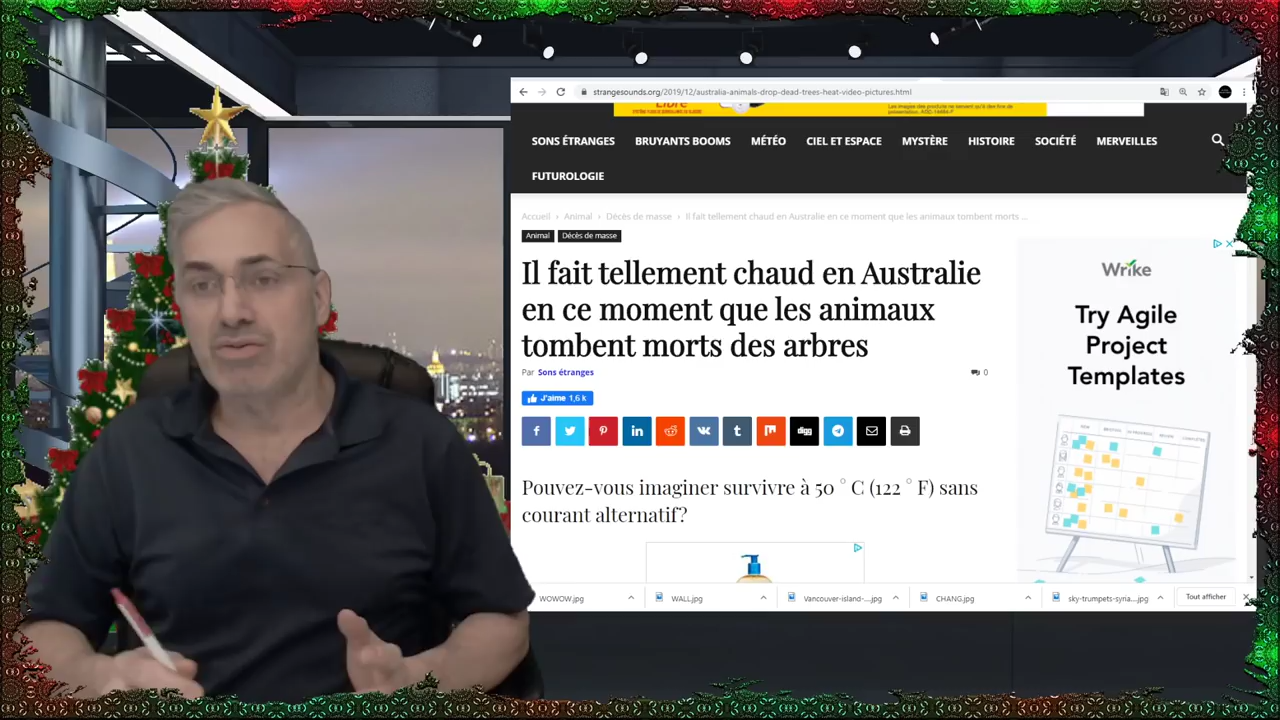 strangesounds.org/2019/12/australia-animals-drop-dead-trees-heat-video-pictures.html
Libre
SONS ÉTRANGES BRUYANTS BOOMS MÉTÉO CIEL ET ESPACE MYSTÈRE HISTOIRE SOCIÉTÉ MERVEILLES
FUTUROLOGIE
Accueil › Animal › Décès de masse › Il fait tellement chaud en Australie en ce moment que les animaux tombent morts ...
Animal Décès de masse
Il fait tellement chaud en Australie
en ce moment que les animaux
tombent morts des arbres
Par Sons étranges 0
J'aime 1,6 k
digg
Pouvez-vous imaginer survivre à 50 ° C (122 ° F) sans
courant alternatif?
Wrike
Try Agile
Project
Templates
WOWOW.jpg WALL.jpg Vancouver-island-....jpg CHANG.jpg sky-trumpets-syria....jpg Tout afficher